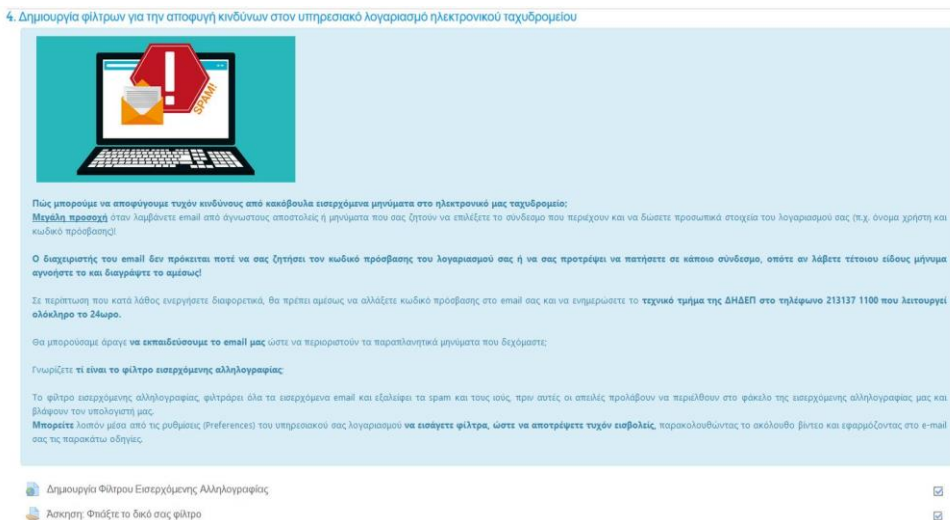 4. Δημιουργία φίλτρων για την αποφυγή κινδύνων στον υπηρεσιακό λογαριασμό ηλεκτρονικού ταχυδρομείου
SPAM!
Πώς μπορούμε να αποφύγουμε τυχόν κινδύνους από κακόβουλα εισερχόμενα μηνύματα στο ηλεκτρονικό μας ταχυδρομείο;
Μεγάλη προσοχή όταν λαμβάνετε email από άγνωστους αποστολείς ή μηνύματα που σας ζητούν να επιλέξετε το σύνδεσμο που περιέχουν και να δώσετε προσωπικά στοιχεία του λογαριασμού σας (π.χ. όνομα χρήστη και
κωδικό πρόσβασης)!
Ο διαχειριστής του email δεν πρόκειται ποτέ να σας ζητήσει τον κωδικό πρόσβασης του λογαριασμού σας ή να σας προτρέψει να πατήσετε σε κάποιο σύνδεσμο, οπότε αν λάβετε τέτοιου είδους μήνυμα
αγνοήστε το και διαγράψτε το αμέσως!
Σε περίπτωση που κατά λάθος ενεργήσετε διαφορετικά, θα πρέπει αμέσως να αλλάξετε κωδικό πρόσβασης στο email σας και να ενημερώσετε το τεχνικό τμήμα της ΔΗΔΕΠ στο τηλέφωνο 213137 1100 που λειτουργεί
ολόκληρο το 24ωρο.
Θα μπορούσαμε άραγε να εκπαιδεύσουμε το email μας ώστε να περιοριστούν τα παραπλανητικά μηνύματα που δεχόμαστε;
Γνωρίζετε τί είναι το φίλτρο εισερχόμενης αλληλογραφίας;
Το φίλτρο εισερχόμενης αλληλογραφίας, φιλτράρει όλα τα εισερχόμενα email και εξαλείφει τα spam και τους ιούς, πριν αυτές οι απειλές προλάβουν να περιέλθουν στο φάκελο της εισερχόμενης αλληλογραφίας μας και
βλάψουν τον υπολογιστή μας.
Μπορείτε λοιπόν μέσα από τις ρυθμίσεις (Preferences) του υπηρεσιακού σας λογαριασμού να εισάγετε φίλτρα, ώστε να αποτρέψετε τυχόν εισβολείς, παρακολουθώντας το ακόλουθο βίντεο και εφαρμόζοντας στο e-mail
σας τις παρακάτω οδηγίες.
Δημιουργία Φίλτρου Εισερχόμενης Αλληλογραφίας
Άσκηση: Φτιάξτε το δικό σας φίλτρο